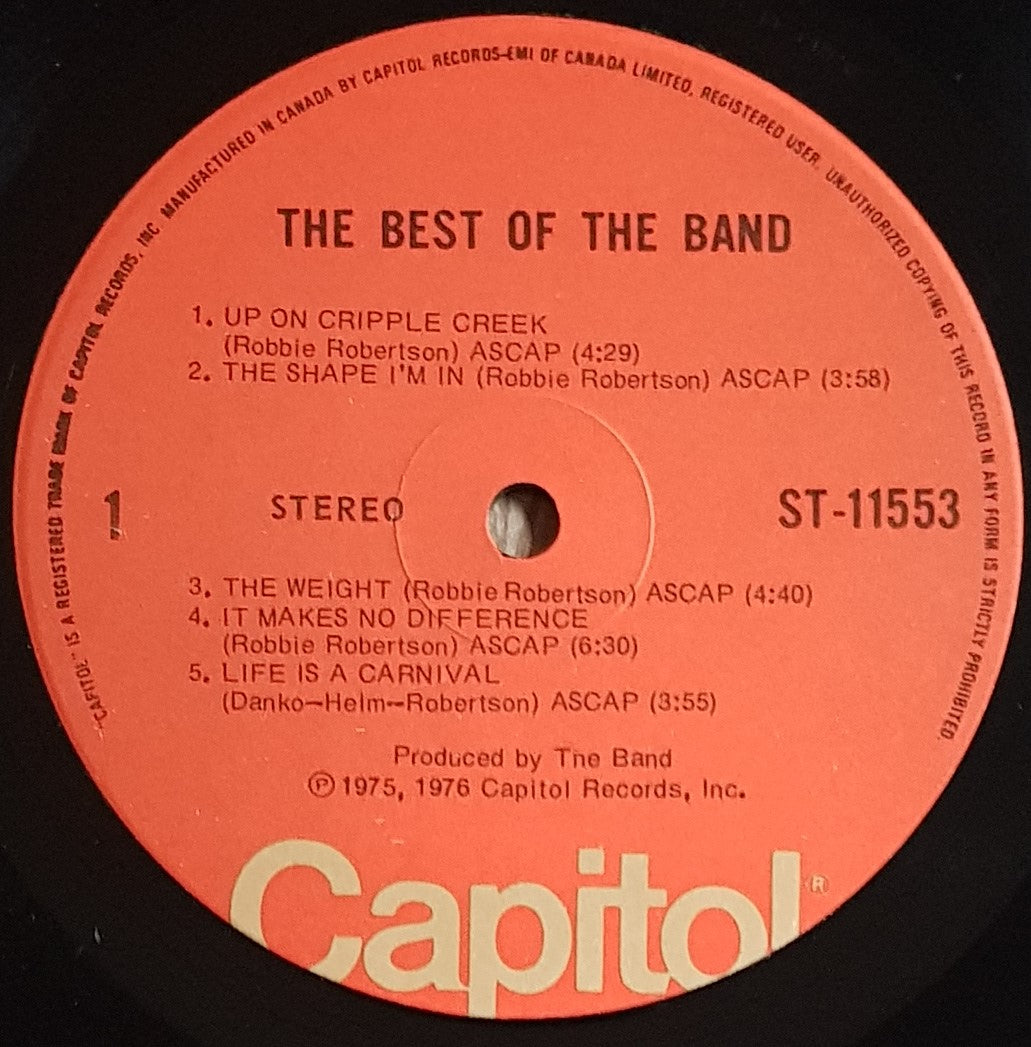 "CAPITOL" IS A REGISTERED TRADE MARK OF CAPITOL RECORDS, INC. MANUFACTURED IN CANADA BY CAPITOL RECORDS-EMI OF CANADA LIMITED, REGISTERED USER. UNAUTHORIZED COPYING OF THIS RECORD IN ANY FORM IS STRICTLY PROHIBITED.
THE BEST OF THE BAND
1. UP ON CRIPPLE CREEK
(Robbie Robertson) ASCAP (4:29)
2. THE SHAPE I'M IN (Robbie Robertson) ASCAP (3:58)
1
STEREO
ST-11553
3. THE WEIGHT (Robbie Robertson) ASCAP (4:40)
4. IT MAKES NO DIFFERENCE
(Robbie Robertson) ASCAP (6:30)
5. LIFE IS A CARNIVAL
(Danko—Helm—Robertson) ASCAP (3:55)
Produced by The Band
℗ 1975, 1976 Capitol Records, Inc.
Capitol®